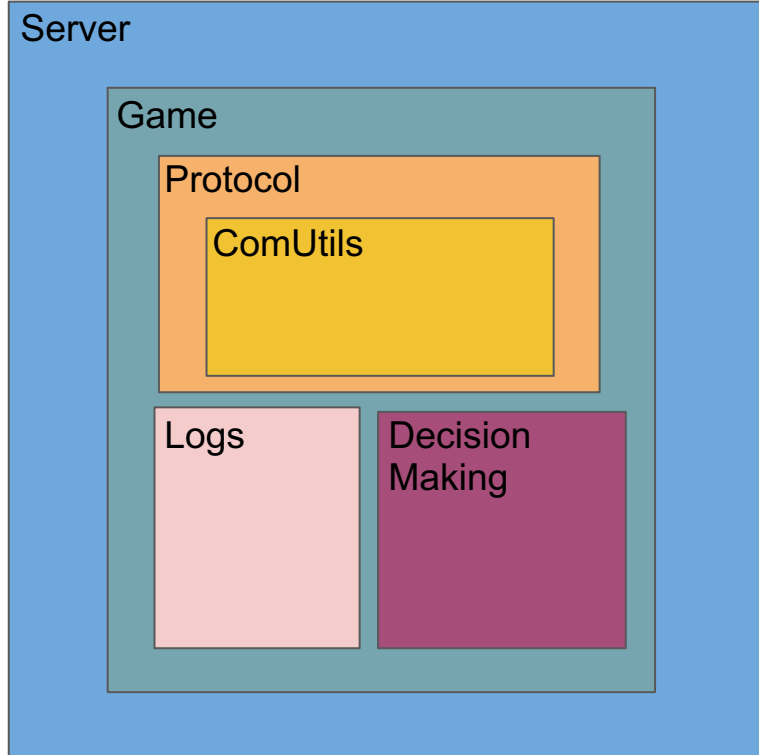 Server
Game
Protocol
ComUtils
Logs
Decision
Making